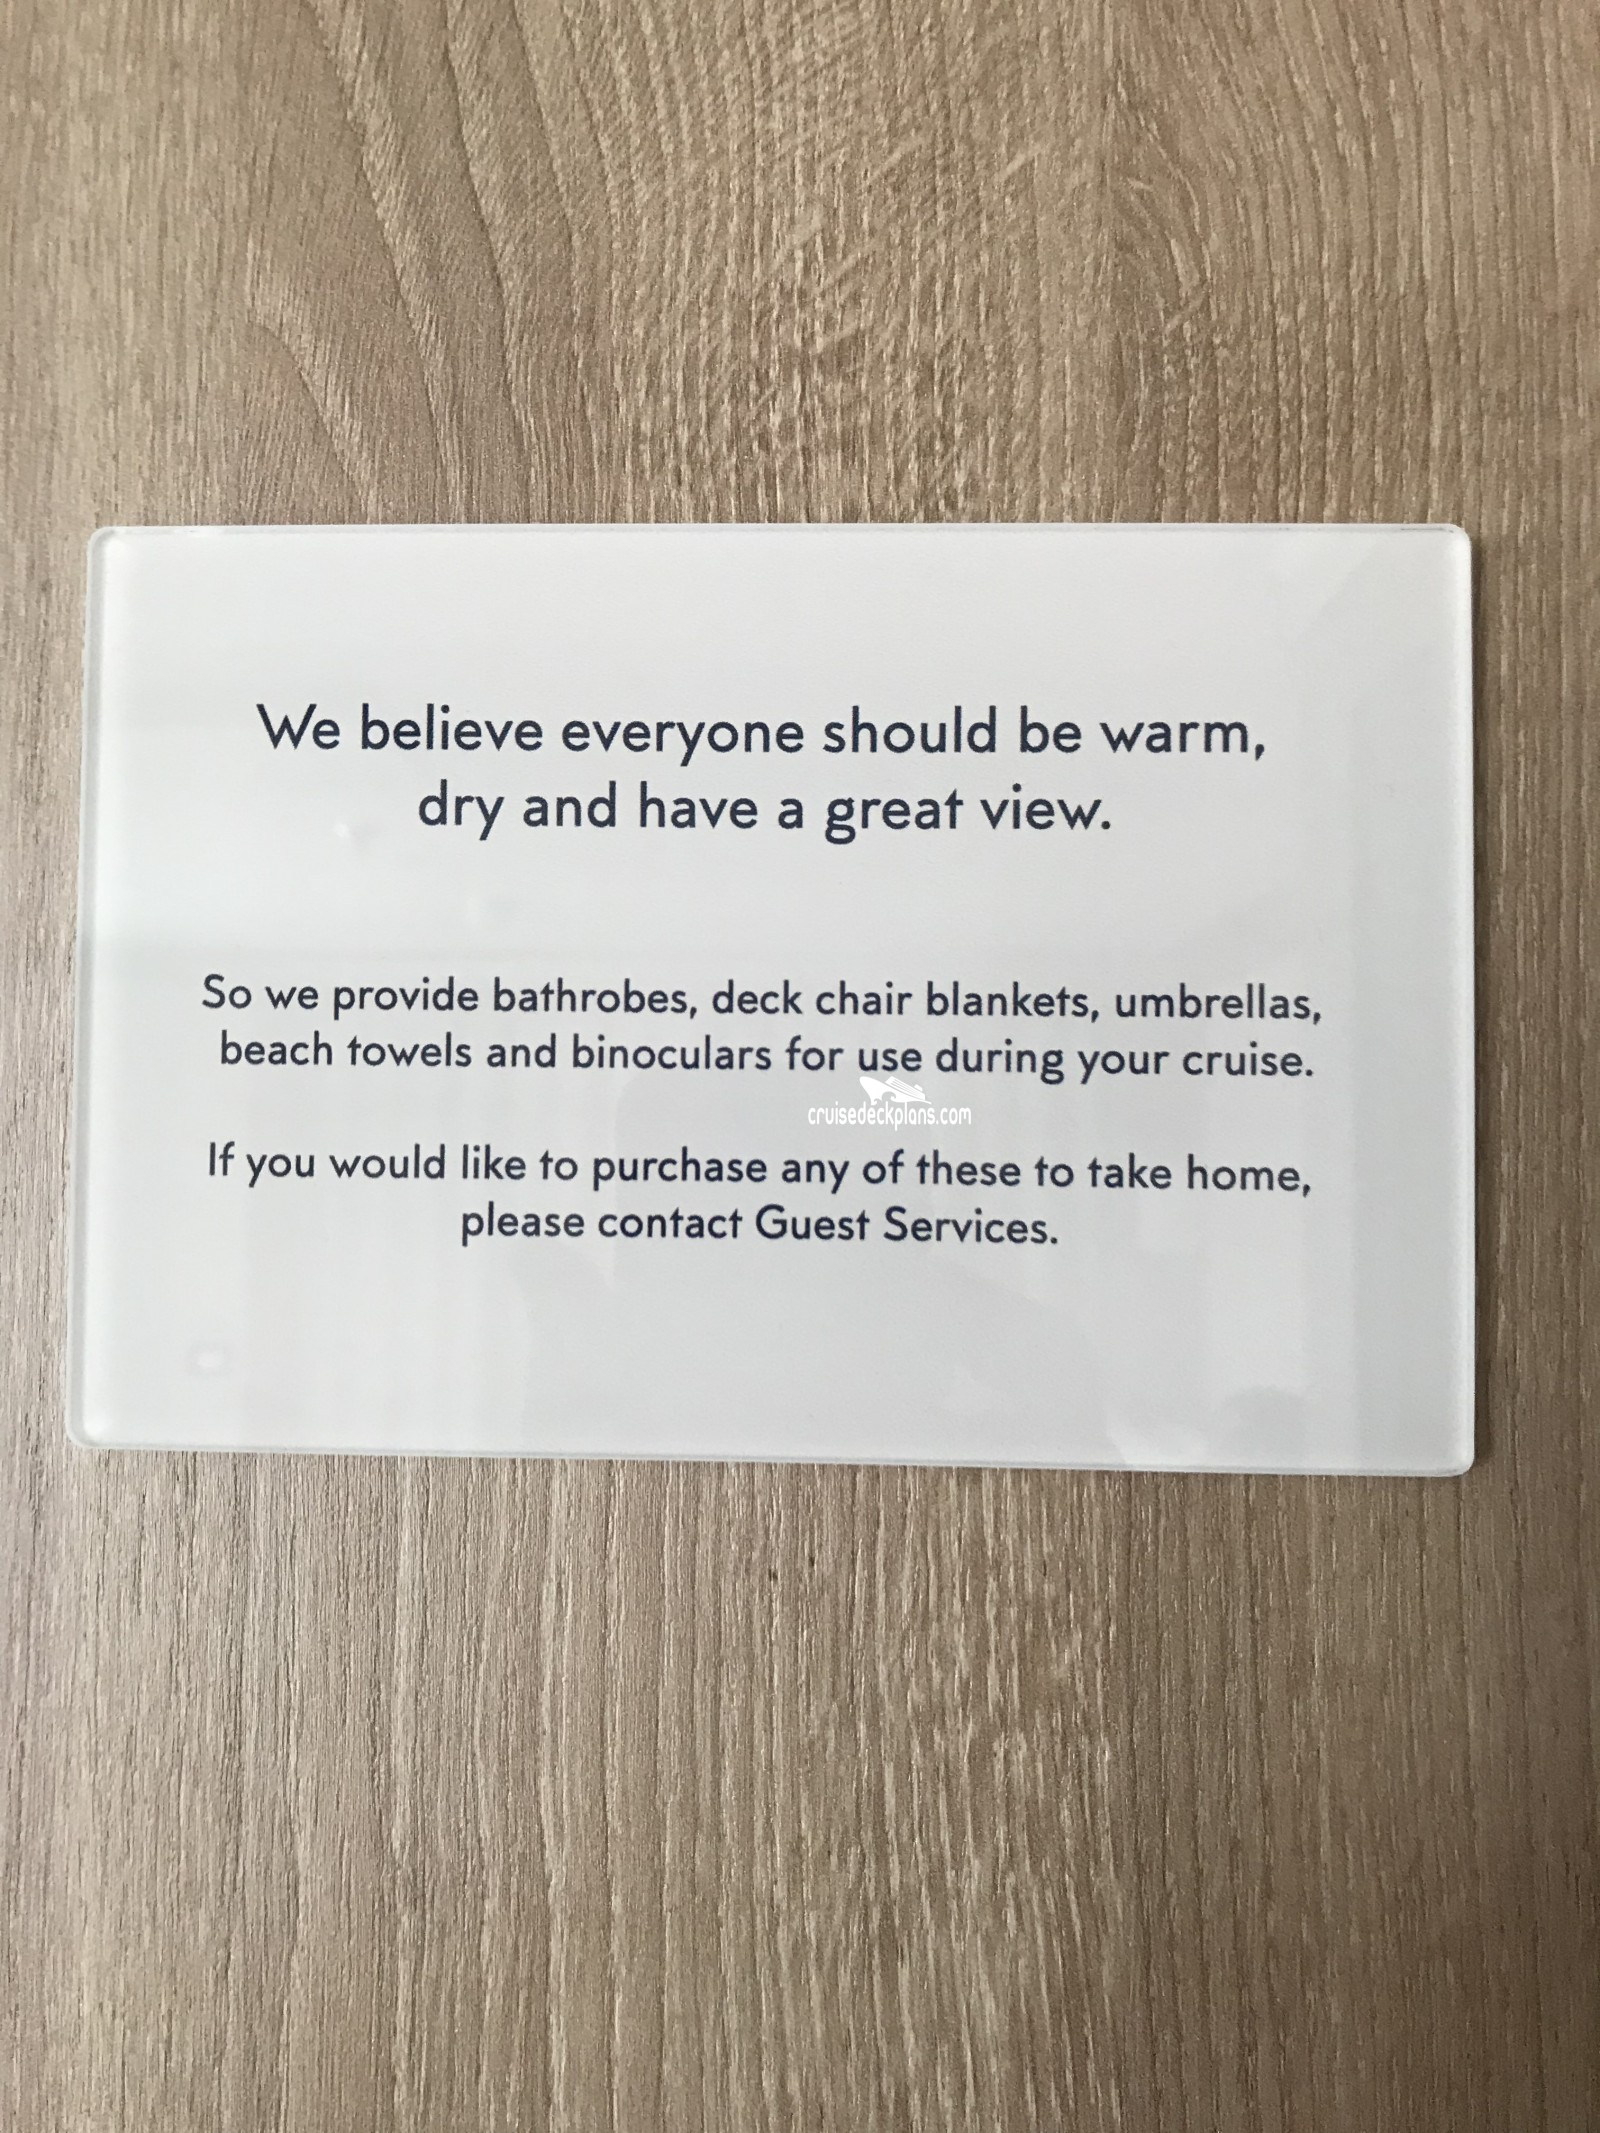 We believe everyone should be warm,
dry and have a great view.
So we provide bathrobes, deck chair blankets, umbrellas,
beach towels and binoculars for use during your cruise.
cruisedeckplans.com
If you would like to purchase any of these to take home,
please contact Guest Services.